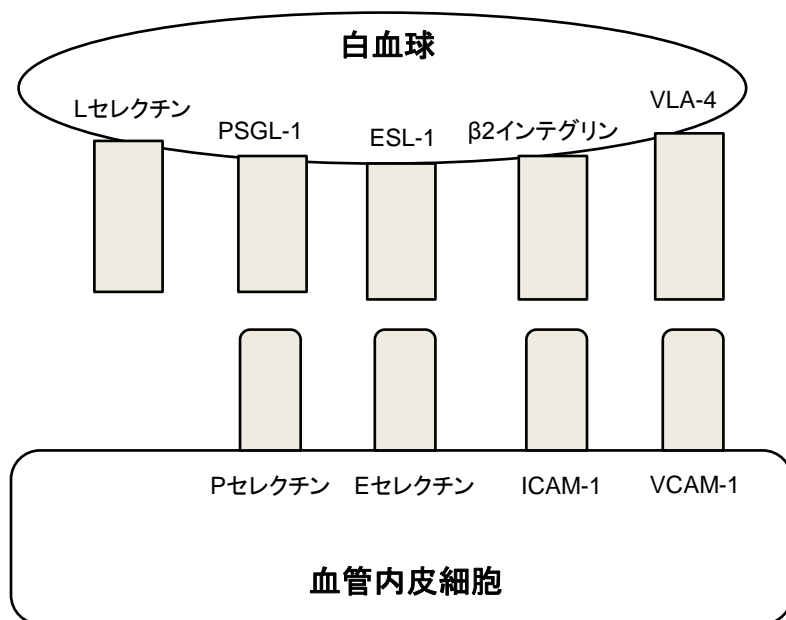 白血球
Lセレクチン
PSGL-1
ESL-1
β2インテグリン
VLA-4
Pセレクチン
Eセレクチン
ICAM-1
VCAM-1
血管内皮細胞